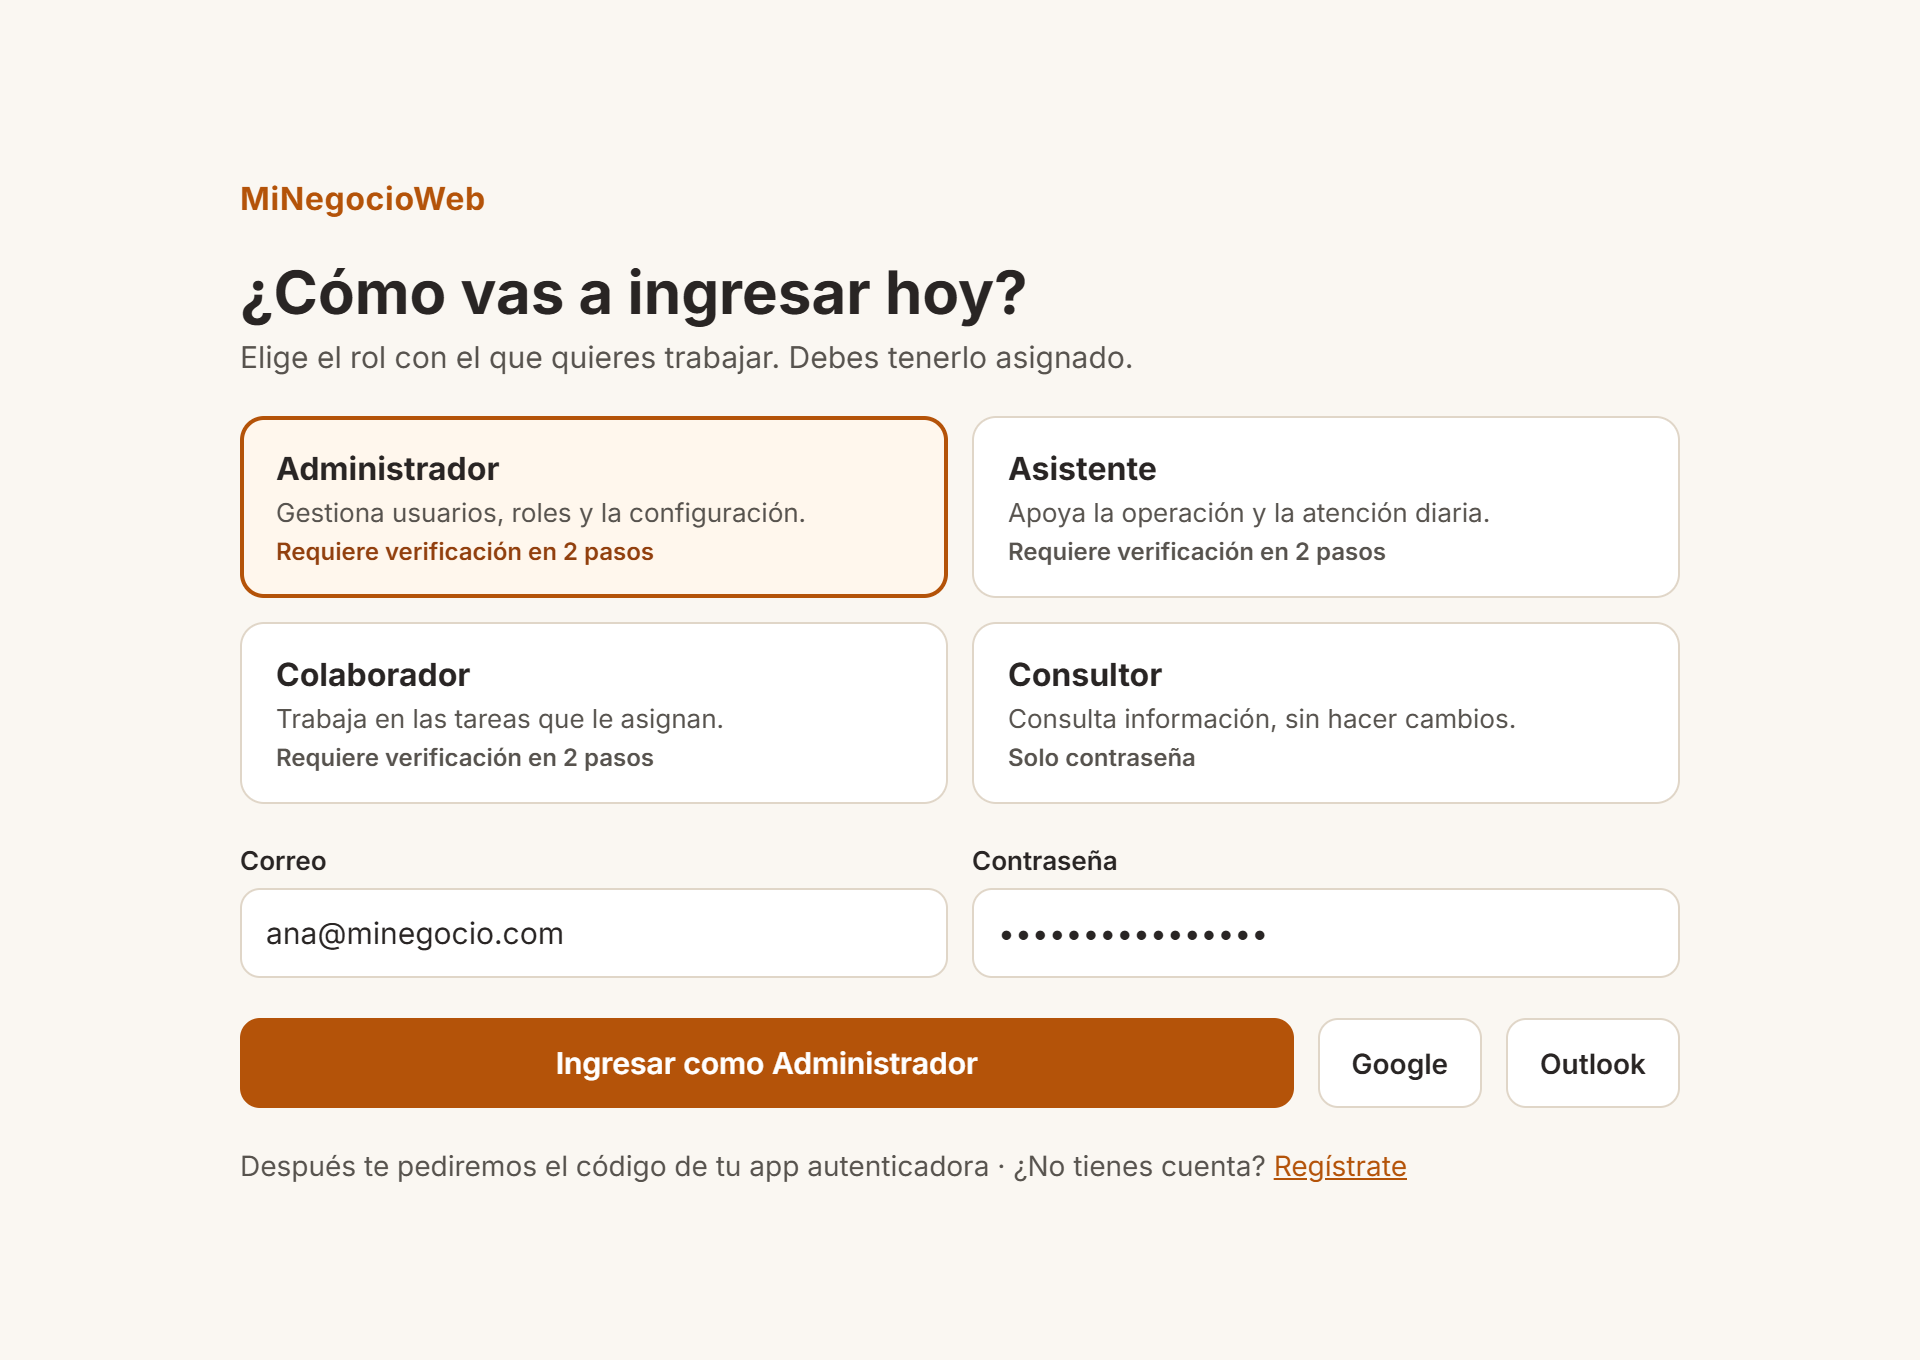 MiNegocioWeb
¿Cómo vas a ingresar hoy?
Elige el rol con el que quieres trabajar. Debes tenerlo asignado.
Administrador
Gestiona usuarios, roles y la configuración.
Requiere verificación en 2 pasos
Asistente
Apoya la operación y la atención diaria.
Requiere verificación en 2 pasos
Colaborador
Trabaja en las tareas que le asignan.
Requiere verificación en 2 pasos
Consultor
Consulta información, sin hacer cambios.
Solo contraseña
Correo
ana@minegocio.com
Contraseña
••••••••••••••••
Ingresar como Administrador
Google
Outlook
Después te pediremos el código de tu app autenticadora · ¿No tienes cuenta? Regístrate